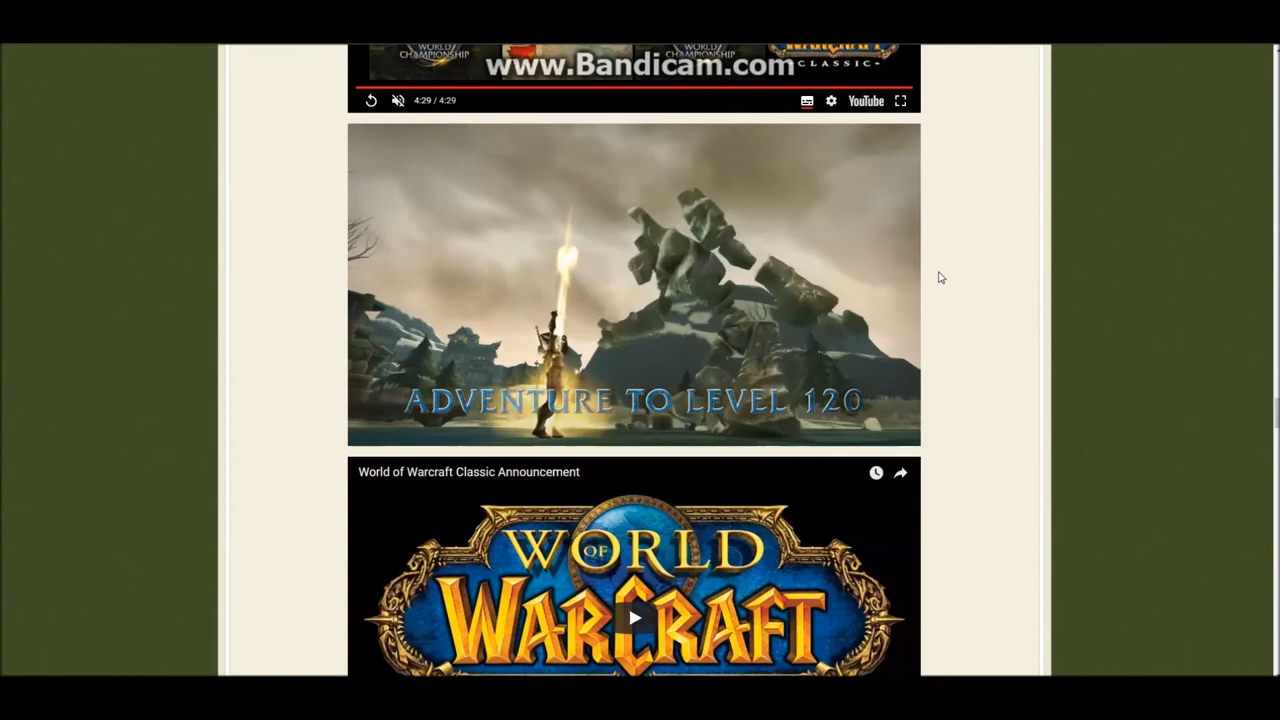 WORLD
CHAMPIONSHIP
WORLD
CHAMPIONSHIP
WARCRAFT
CLASSIC
www.Bandicam.com
4:29 / 4:29
YouTube
ADVENTURE TO LEVEL 120
World of Warcraft Classic Announcement
WORLD
OF
WARCRAFT